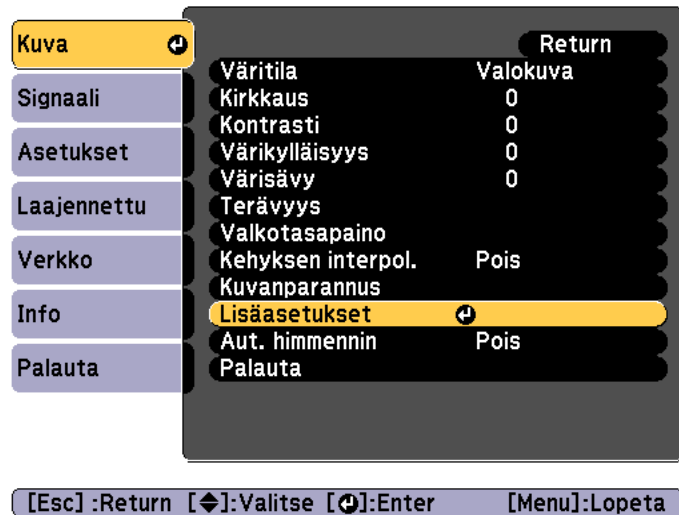 Kuva
Signaali
Asetukset
Laajennettu
Verkko
Info
Palauta
Return
Väritila Valokuva
Kirkkaus 0
Kontrasti 0
Värikylläisyys 0
Värisävy 0
Terävyys
Valkotasapaino
Kehyksen interpol. Pois
Kuvanparannus
Lisäasetukset
Aut. himmennin Pois
Palauta
[Esc] :Return [◆]:Valitse [⏎]:Enter [Menu]:Lopeta